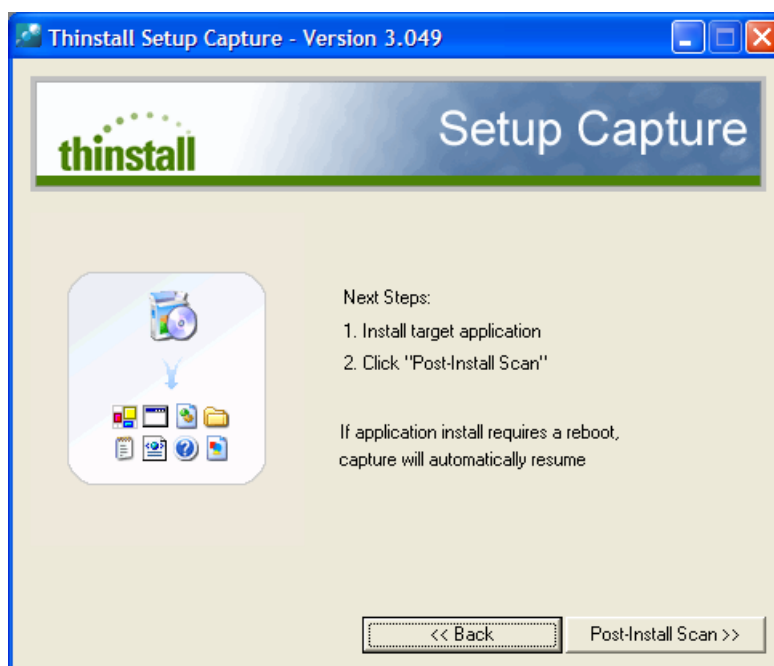 Thinstall Setup Capture - Version 3.049
thinstall
Setup Capture
Next Steps:
1. Install target application
2. Click "Post-Install Scan"
If application install requires a reboot,
capture will automatically resume
<< Back
Post-Install Scan >>